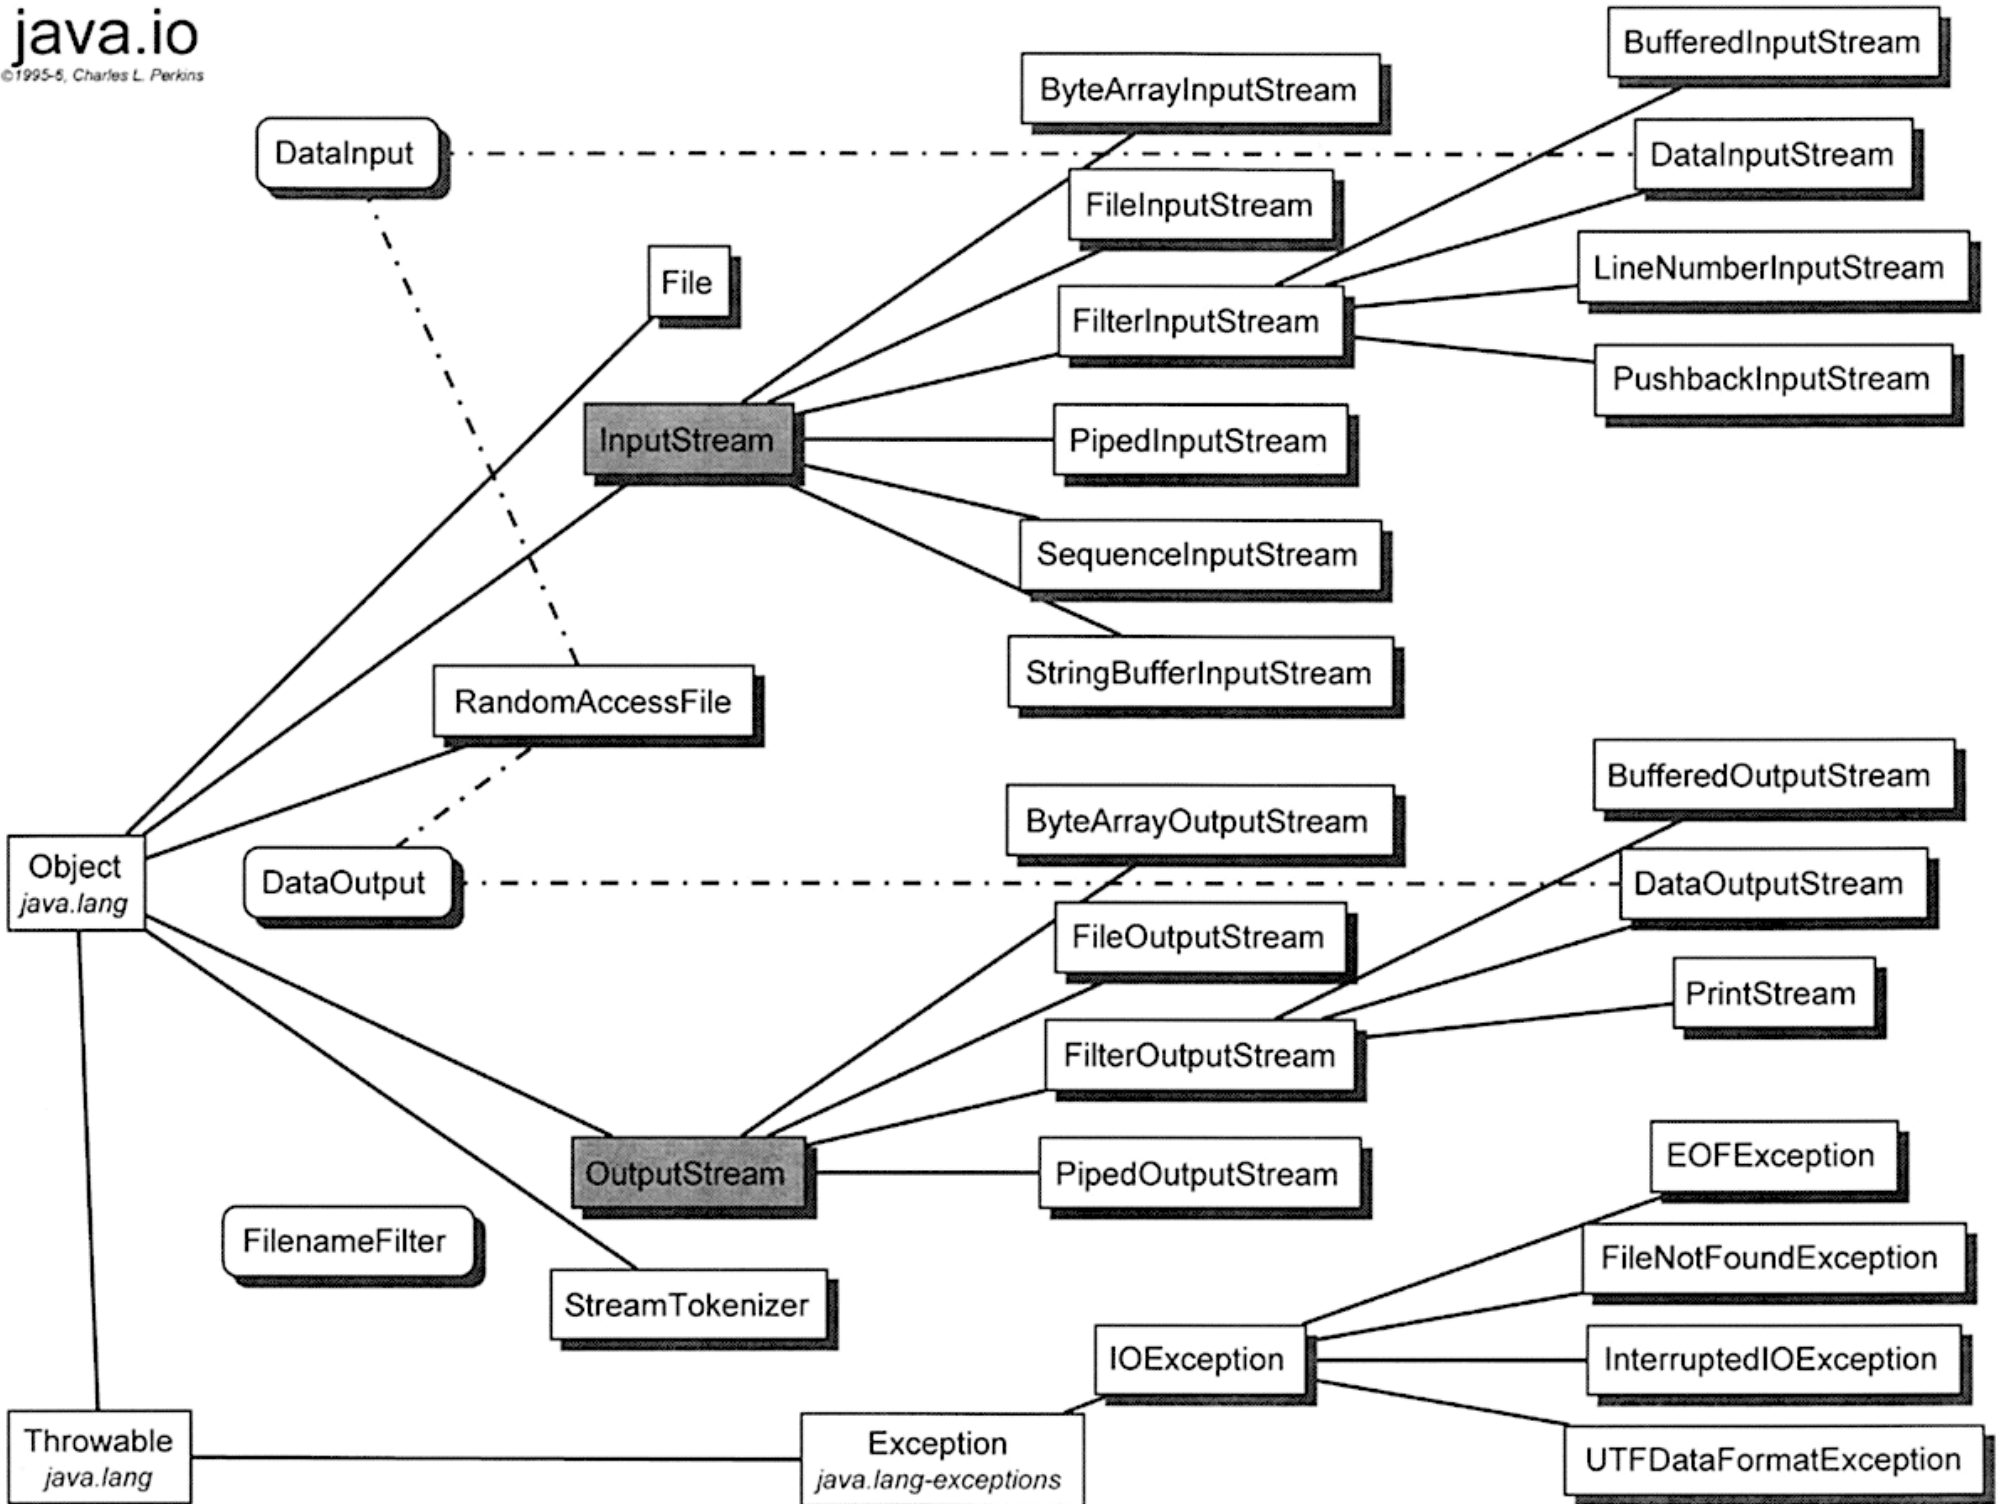 java.io
©1995-6, Charles L. Perkins
BufferedInputStream
ByteArrayInputStream
DataInput
DataInputStream
FileInputStream
File
LineNumberInputStream
FilterInputStream
PushbackInputStream
InputStream
PipedInputStream
SequenceInputStream
StringBufferInputStream
RandomAccessFile
BufferedOutputStream
ByteArrayOutputStream
Object
java.lang
DataOutput
DataOutputStream
FileOutputStream
PrintStream
FilterOutputStream
EOFException
OutputStream
PipedOutputStream
FilenameFilter
FileNotFoundException
StreamTokenizer
IOException
InterruptedIOException
Throwable
java.lang
Exception
java.lang-exceptions
UTFDataFormatException